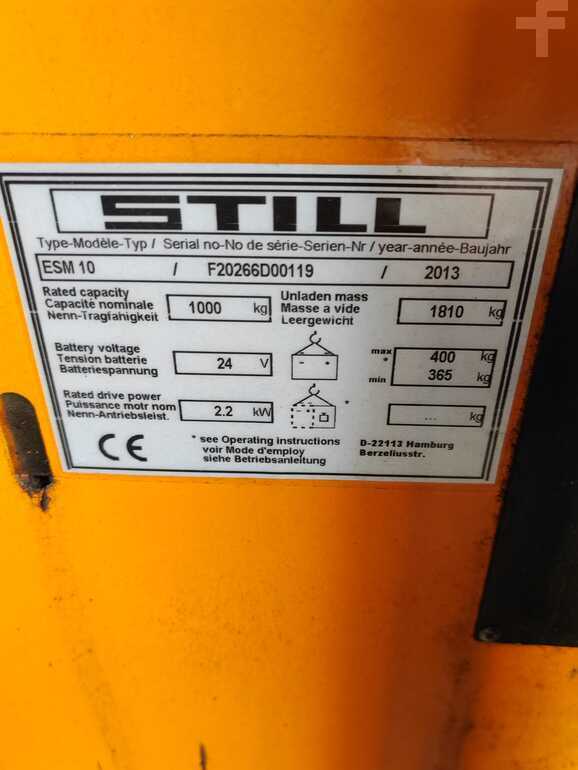 STILL
Type-Modèle-Typ / Serial no-No de série-Serien-Nr / year-année-Baujahr
ESM 10 / F20266D00119 / 2013
Rated capacity
Capacité nominale
Nenn-Tragfähigkeit
1000 kg
Unladen mass
Masse a vide
Leergewicht
1810 kg
Battery voltage
Tension batterie
Batteriespannung
24 V
max * 400 kg
min 365 kg
Rated drive power
Puissance motr nom
Nenn-Antriebsleist.
2.2 kW
*
... kg
CE
* see Operating instructions
voir Mode d'employ
siehe Betriebsanleitung
D-22113 Hamburg
Berzeliusstr.
f